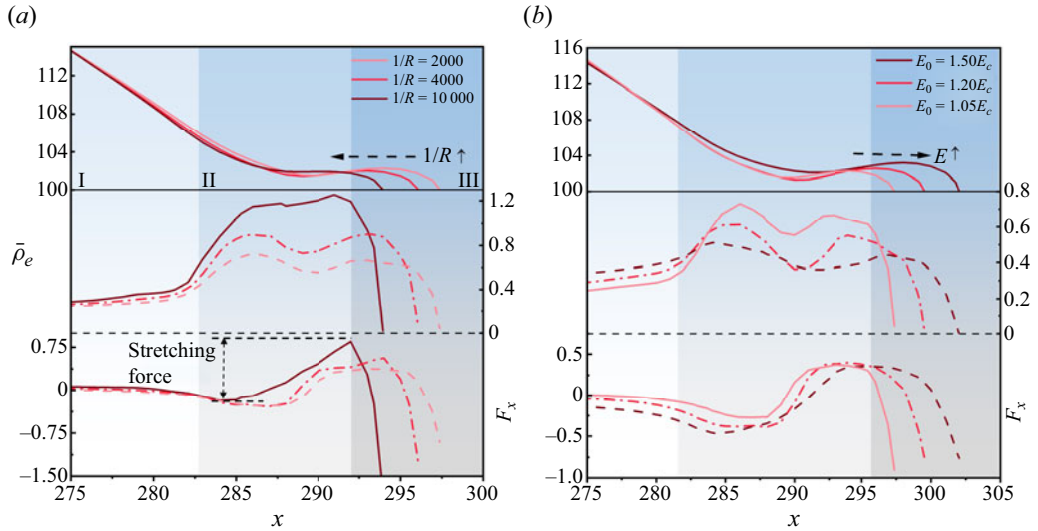 (a)
(b)
112
108
104
100
1/R = 2000
1/R = 4000
1/R = 10 000
1/R ↑
I
II
III
ρ̄e
1.2
0.8
0.4
0
Stretching
force
0.75
0
−0.75
−1.50
Fx
275
280
285
290
295
300
x
116
112
108
104
100
E0 = 1.50Ec
E0 = 1.20Ec
E0 = 1.05Ec
E↑
0.8
0.6
0.4
0.2
0
0.5
0
−0.5
−1.0
Fx
275
280
285
290
295
300
305
x